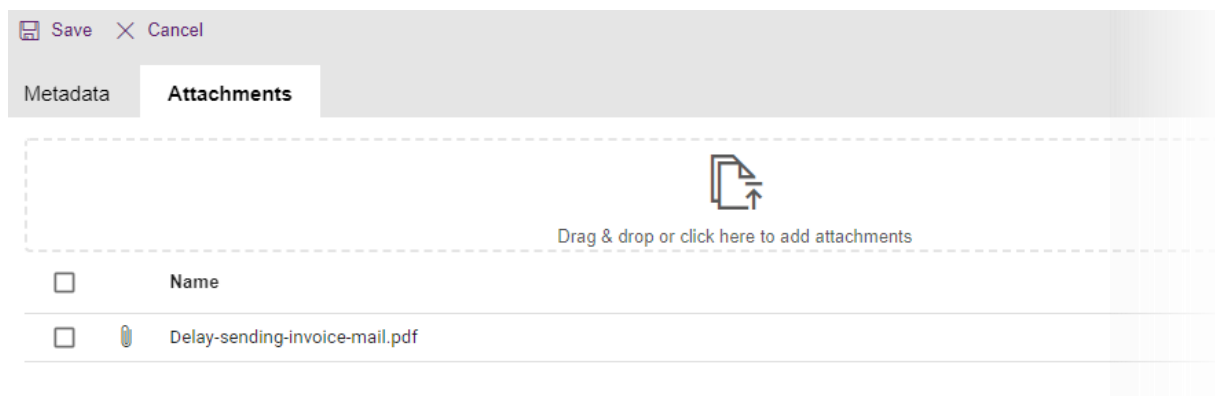 Save Cancel
Metadata Attachments
Drag & drop or click here to add attachments
Name
Delay-sending-invoice-mail.pdf